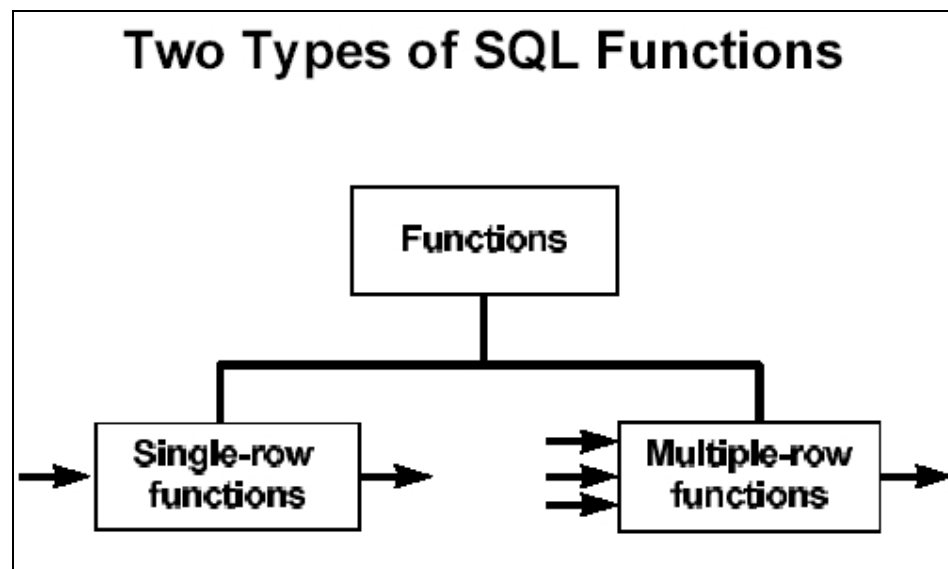 Two Types of SQL Functions
Functions
Single-row
functions
Multiple-row
functions